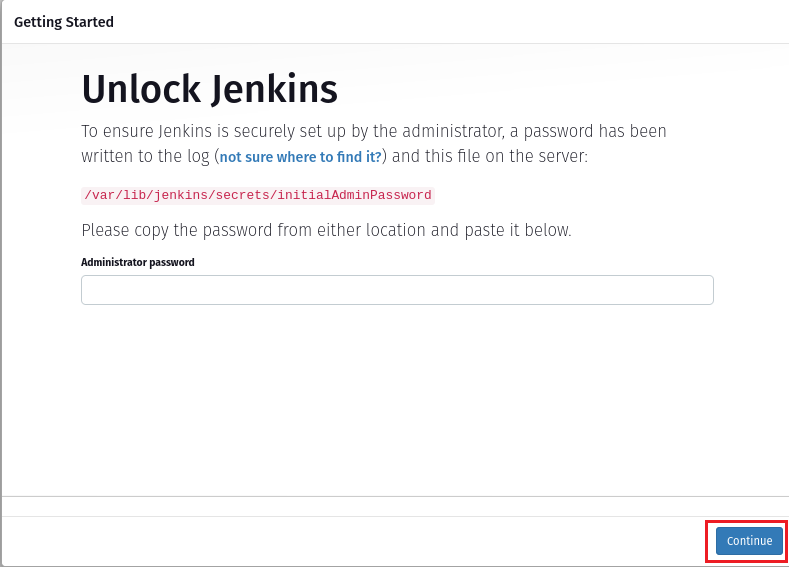 Getting Started
Unlock Jenkins
To ensure Jenkins is securely set up by the administrator, a password has been
written to the log (not sure where to find it?) and this file on the server:
/var/lib/jenkins/secrets/initialAdminPassword
Please copy the password from either location and paste it below.
Administrator password
Continue